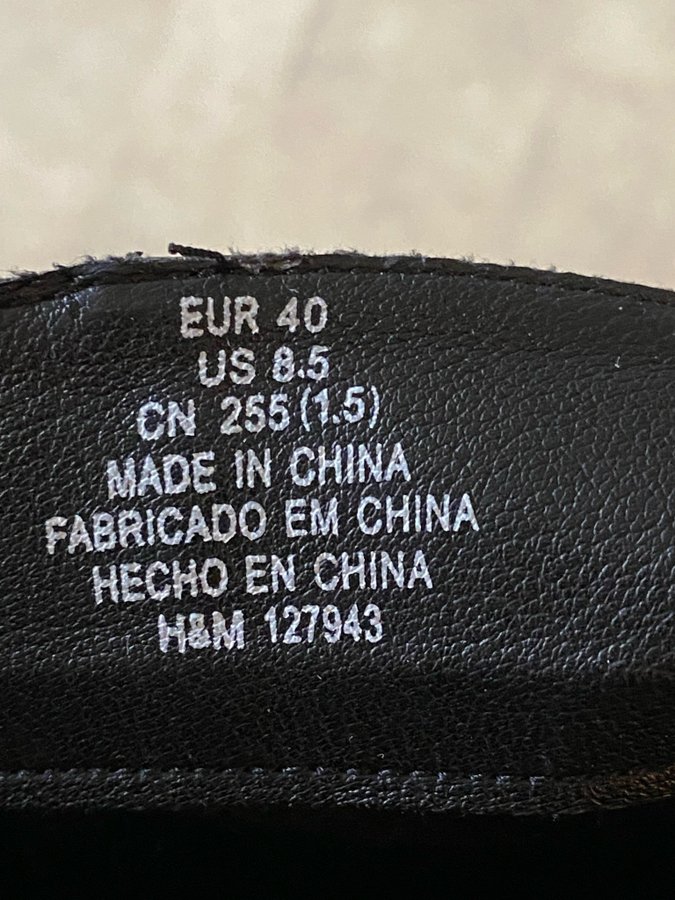 EUR 40
US 8.5
CN 255 (1.5)
MADE IN CHINA
FABRICADO EM CHINA
HECHO EN CHINA
H&M 127943